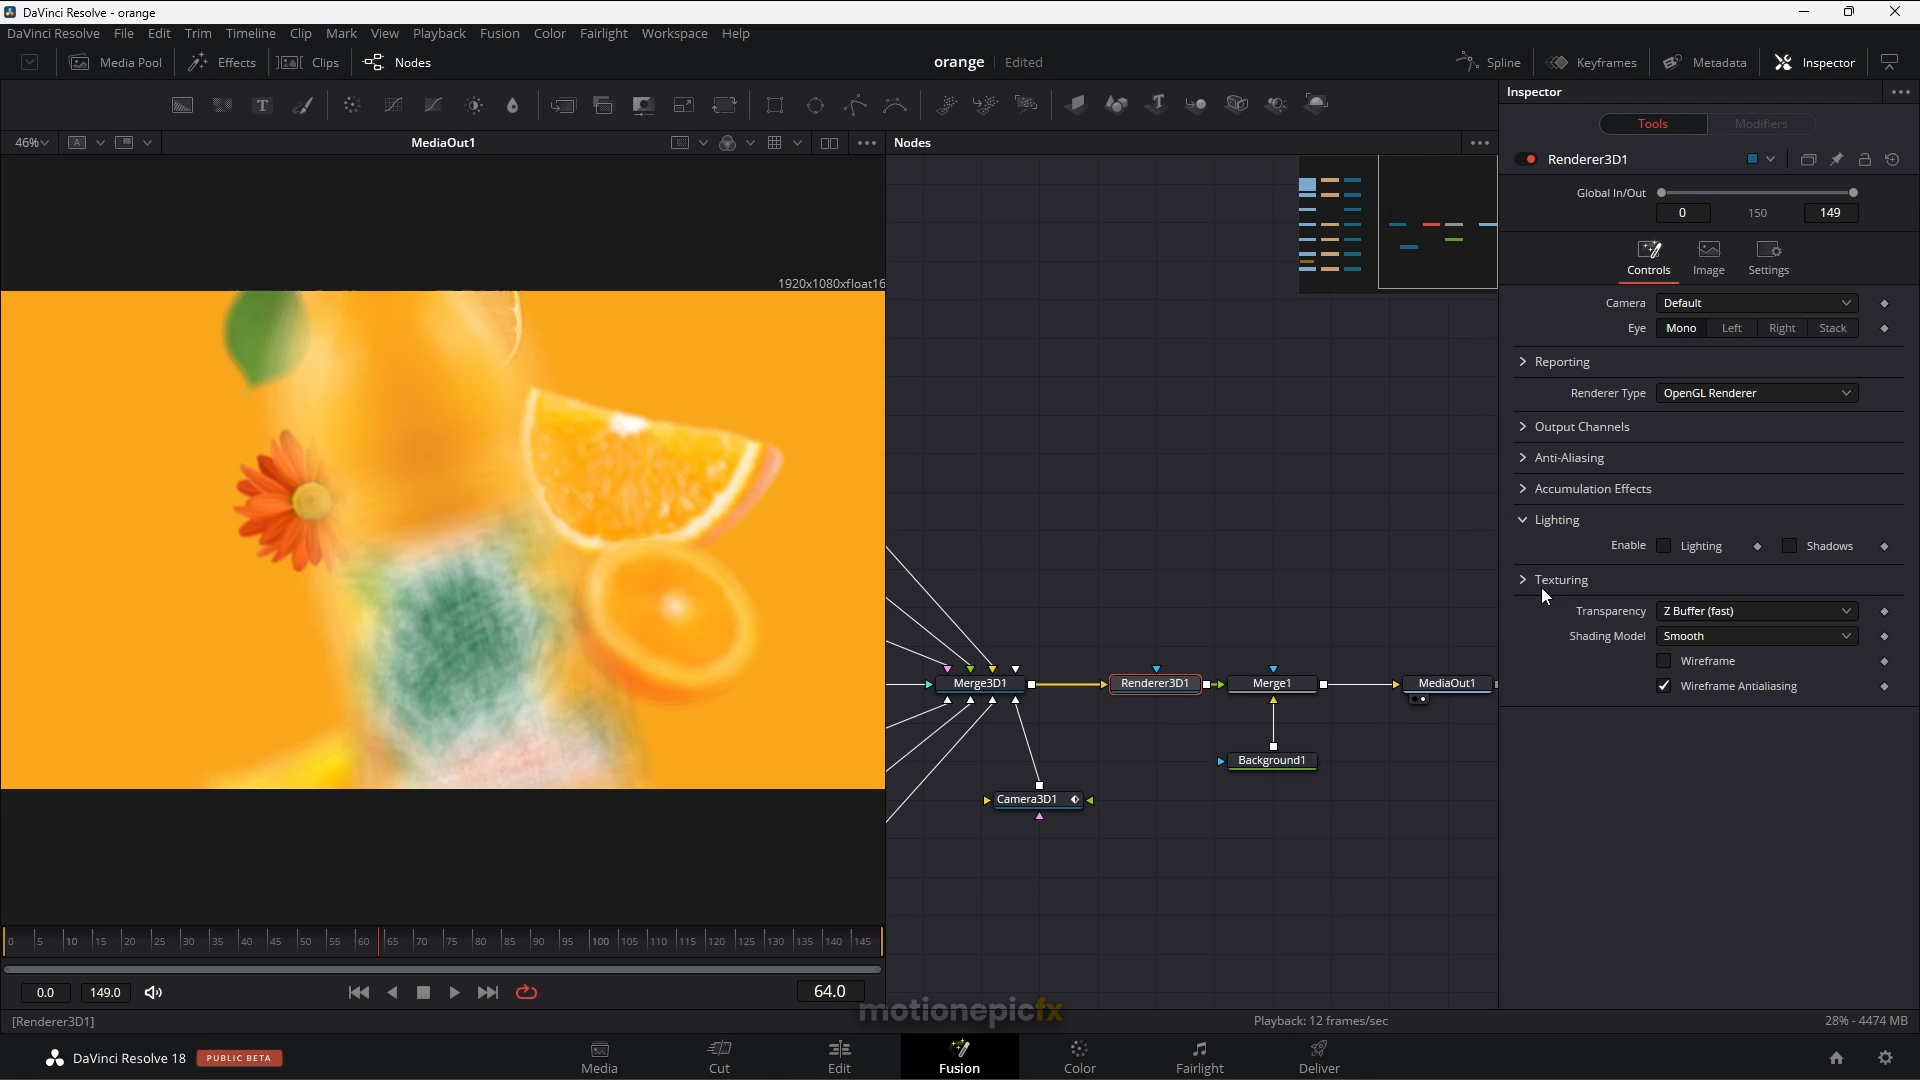 DaVinci Resolve - orange
DaVinci Resolve File Edit Trim Timeline Clip Mark View Playback Fusion Color Fairlight Workspace Help
Media Pool Effects Clips Nodes orange Edited Spline Keyframes Metadata Inspector
T T
Inspector
46% A MediaOut1 Nodes
Tools Modifiers
Renderer3D1
Global In/Out
0 150 149
Controls Image Settings
1920x1080xfloat16
Camera Default
Eye Mono Left Right Stack
Reporting
Renderer Type OpenGL Renderer
Output Channels
Anti-Aliasing
Accumulation Effects
Lighting
Enable Lighting Shadows
Texturing
Transparency Z Buffer (fast)
Shading Model Smooth
Wireframe
Wireframe Antialiasing
Merge3D1 Renderer3D1 Merge1 MediaOut1
Background1
Camera3D1
0 5 10 15 20 25 30 35 40 45 50 55 60 65 70 75 80 85 90 95 100 105 110 115 120 125 130 135 140 145
0.0 149.0 64.0
motionepicfx
[Renderer3D1] Playback: 12 frames/sec 28% - 4474 MB
DaVinci Resolve 18 PUBLIC BETA
Media Cut Edit Fusion Color Fairlight Deliver